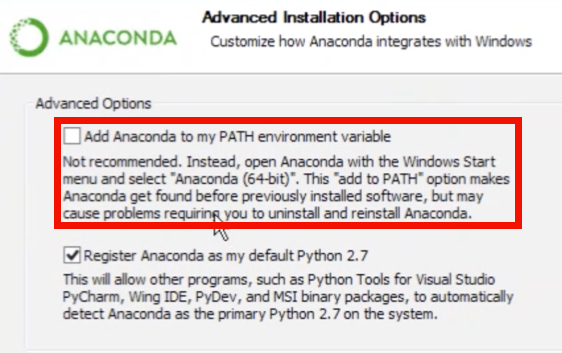 Advanced Installation Options
ANACONDA
Customize how Anaconda integrates with Windows
Advanced Options
Add Anaconda to my PATH environment variable
Not recommended. Instead, open Anaconda with the Windows Start
menu and select "Anaconda (64-bit)". This "add to PATH" option makes
Anaconda get found before previously installed software, but may
cause problems requiring you to uninstall and reinstall Anaconda.
Register Anaconda as my default Python 2.7
This will allow other programs, such as Python Tools for Visual Studio
PyCharm, Wing IDE, PyDev, and MSI binary packages, to automatically
detect Anaconda as the primary Python 2.7 on the system.